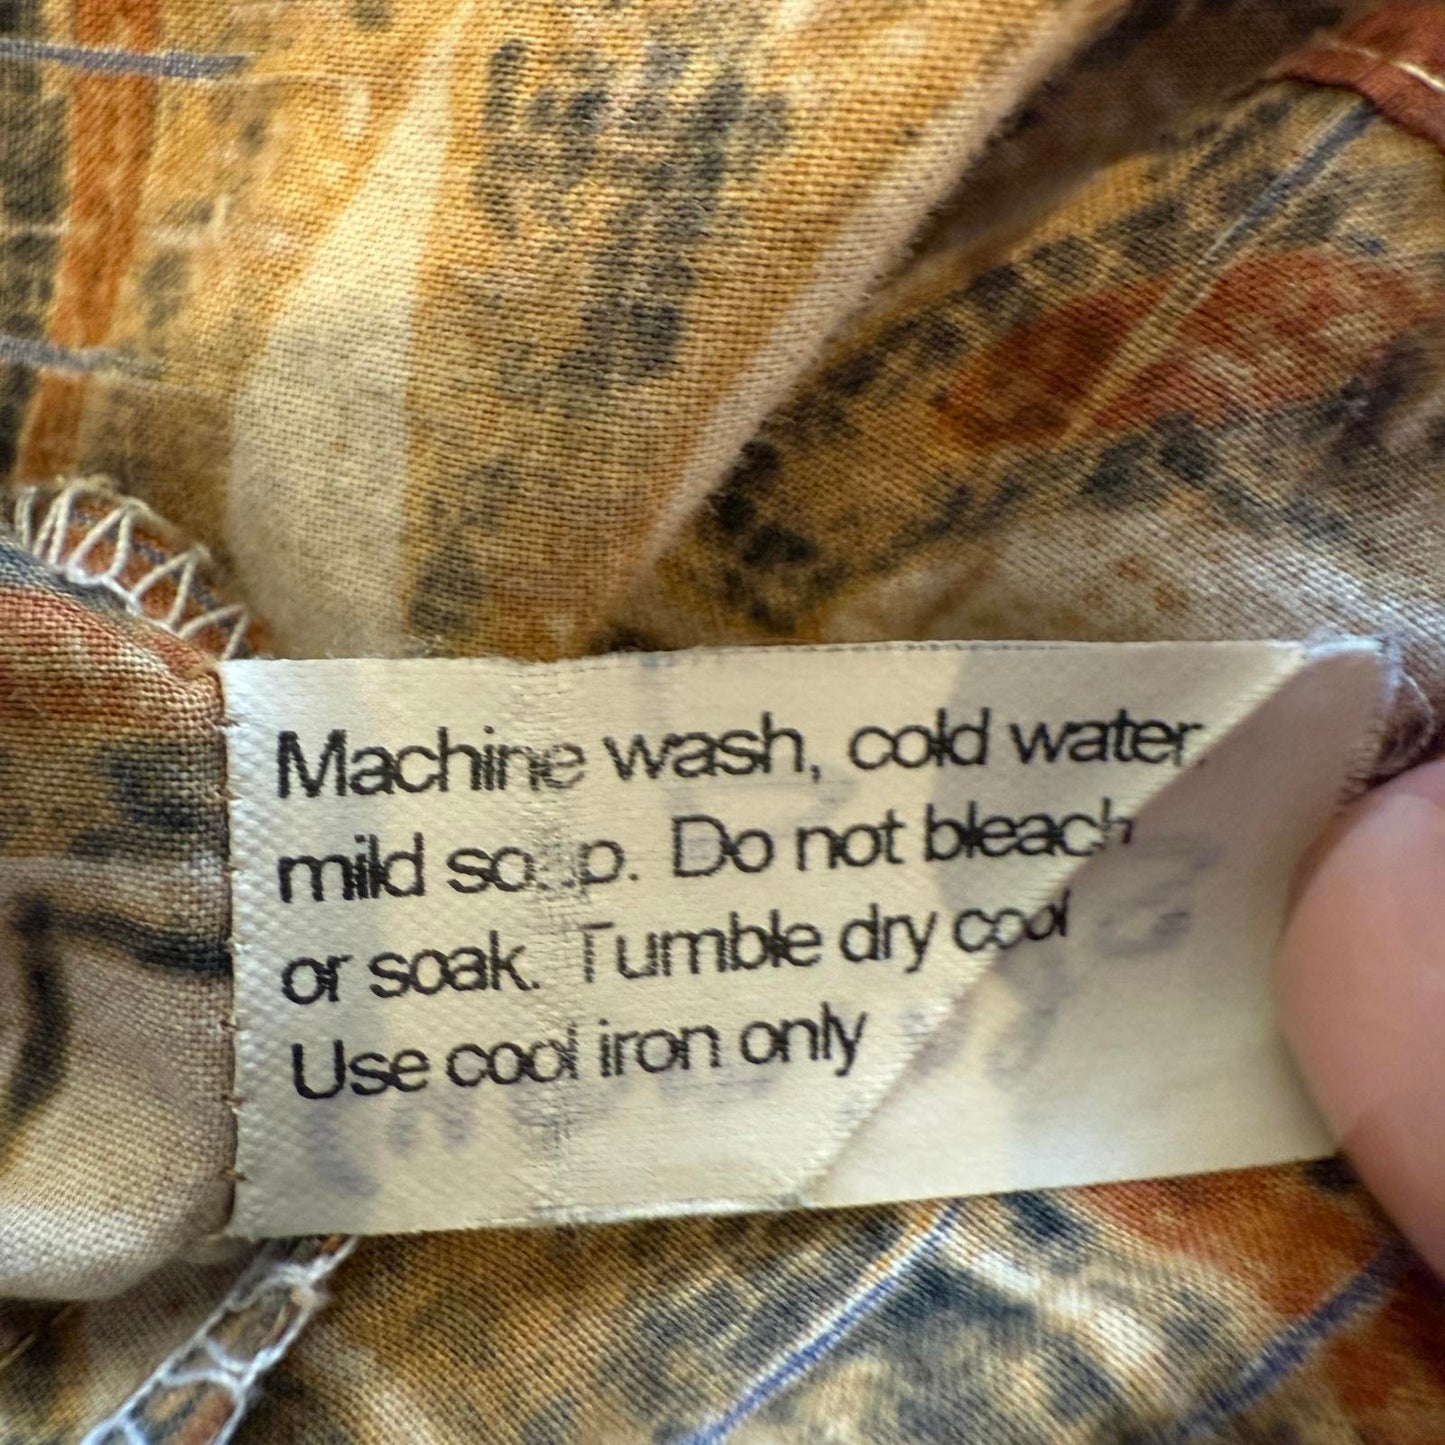 Machine wash, cold water,
mild soap. Do not bleach
or soak. Tumble dry cool
Use cool iron only